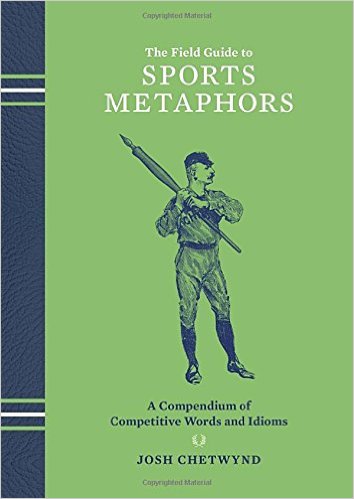 The Field Guide to
SPORTS
METAPHORS
A Compendium of
Competitive Words and Idioms
JOSH CHETWYND